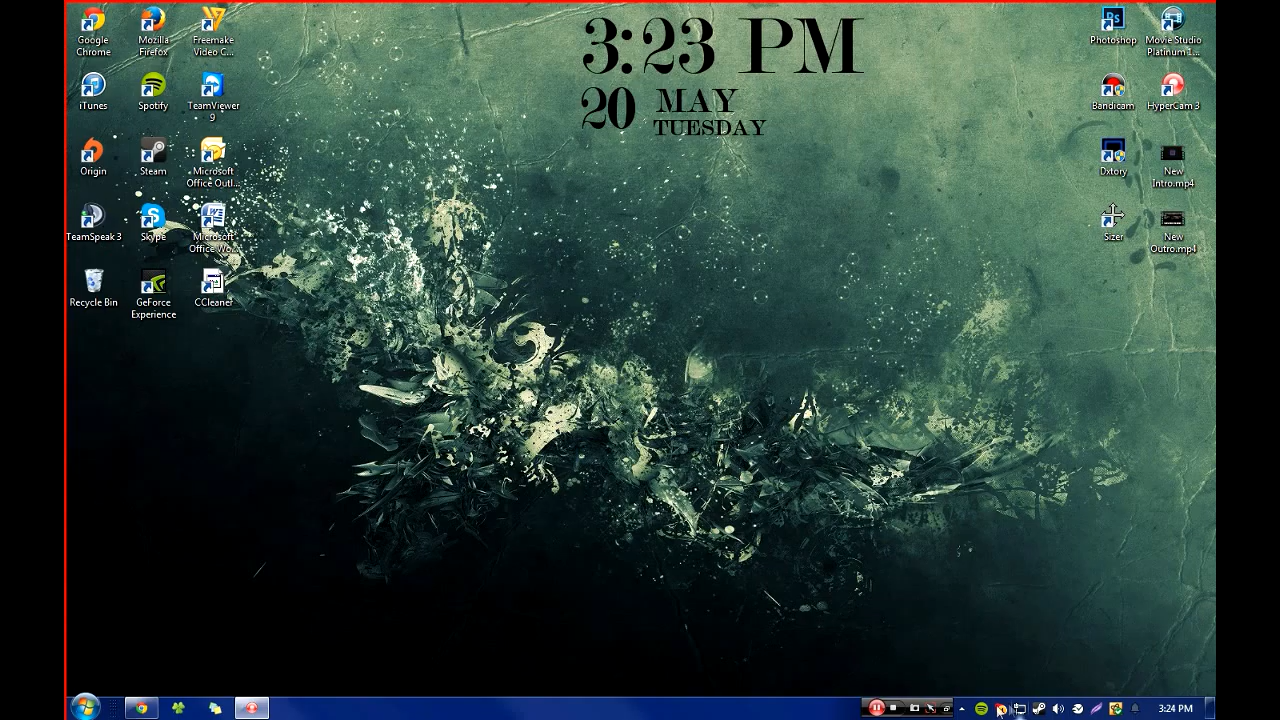 3:23 PM
20 MAY
TUESDAY
Google
Chrome
Mozilla
Firefox
Freemake
Video C...
iTunes
Spotify
TeamViewer
9
Origin
Steam
Microsoft
Office Outl...
TeamSpeak 3
Skype
Microsoft
Office Wo...
Recycle Bin
GeForce
Experience
CCleaner
Ps
Photoshop
Movie Studio
Platinum 1...
Bandicam
HyperCam 3
Dxtory
New
Intro.mp4
Sizer
New
Outro.mp4
3:24 PM